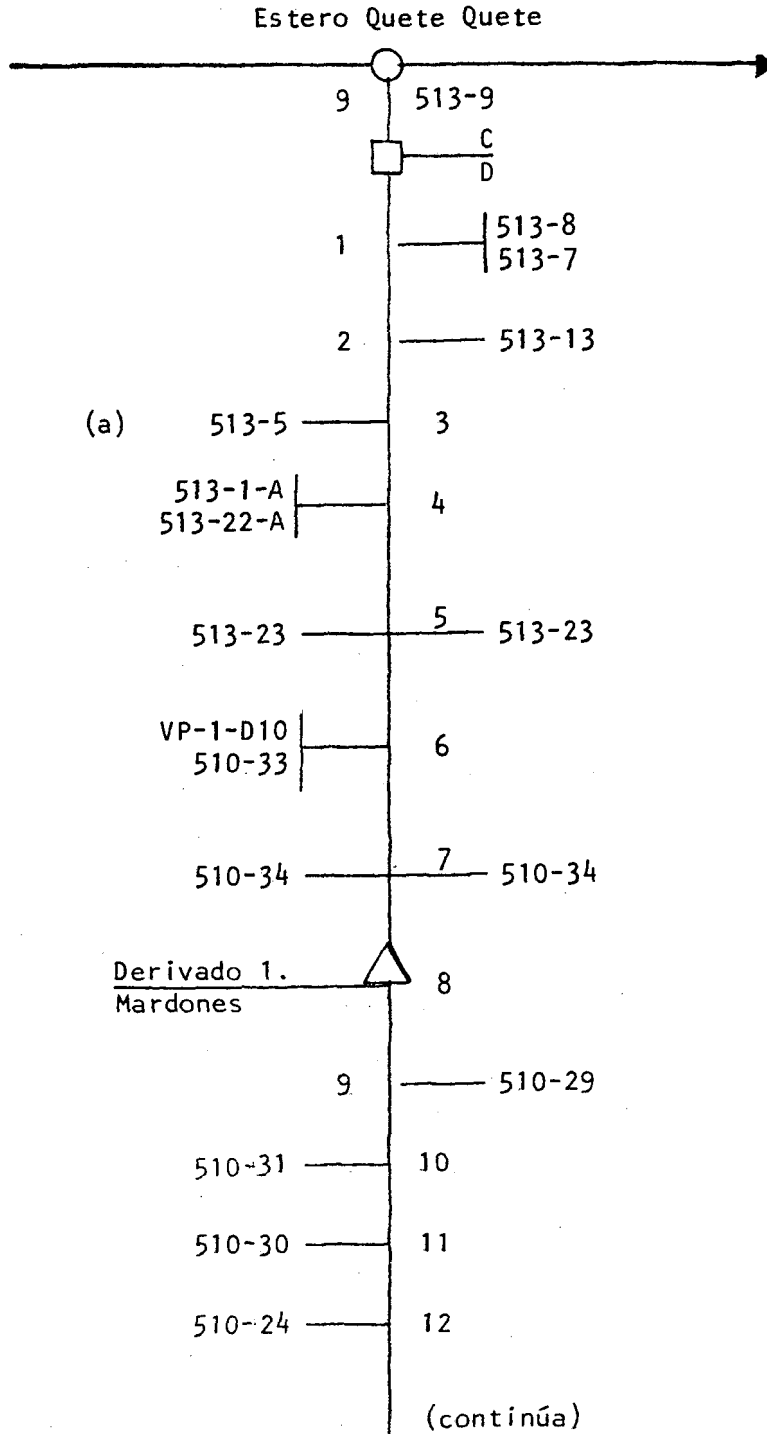 Estero Quete Quete
9 513-9
C
D
1 513-8
513-7
2 513-13
(a) 513-5 3
513-1-A 4
513-22-A
513-23 5 513-23
VP-1-D10 6
510-33
510-34 7 510-34
Derivado 1. 8
Mardones
9 510-29
510-31 10
510-30 11
510-24 12
(continúa)